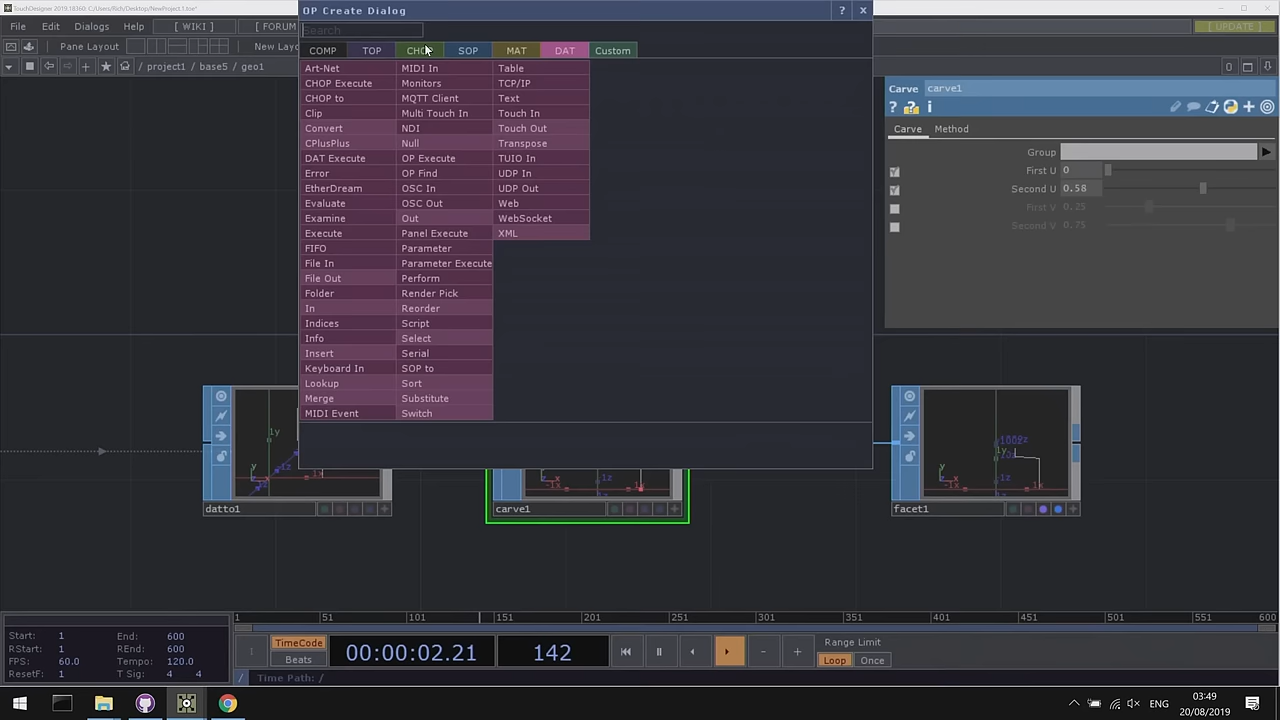 TouchDesigner 2019.18360: C:/Users/Rich/Desktop/NewProject.1.toe*
OP Create Dialog
? x
File Edit Dialogs [ WIKI ] [ FORUM
Search
[ UPDATE ]
Pane Layout New Layo
COMP TOP CHOP SOP MAT DAT Custom
/ project1 / base5 / geo1
0
Art-Net MIDI In Table
CHOP Execute Monitors TCP/IP
CHOP to MQTT Client Text
Clip Multi Touch In Touch In
Convert NDI Touch Out
CPlusPlus Null Transpose
DAT Execute OP Execute TUIO In
Error OP Find UDP In
EtherDream OSC In UDP Out
Evaluate OSC Out Web
Examine Out WebSocket
Execute Panel Execute XML
FIFO Parameter
File In Parameter Execute
File Out Perform
Folder Render Pick
In Reorder
Indices Script
Info Select
Insert Serial
Keyboard In SOP to
Lookup Sort
Merge Substitute
MIDI Event Switch
Carve carve1
? ? i
Carve Method
Group
First U 0
Second U 0.58
First V 0.25
Second V 0.75
datto1
carve1
facet1
1 51 101 151 201 251 301 351 401 451 501 551 600
Start: 1 End: 600
RStart: 1 REnd: 600
FPS: 60.0 Tempo: 120.0
ResetF: 1 T Sig: 4 4
TimeCode
Beats
00:00:02.21
142
Range Limit
Loop Once
/ Time Path: /
ENG
03:49
20/08/2019